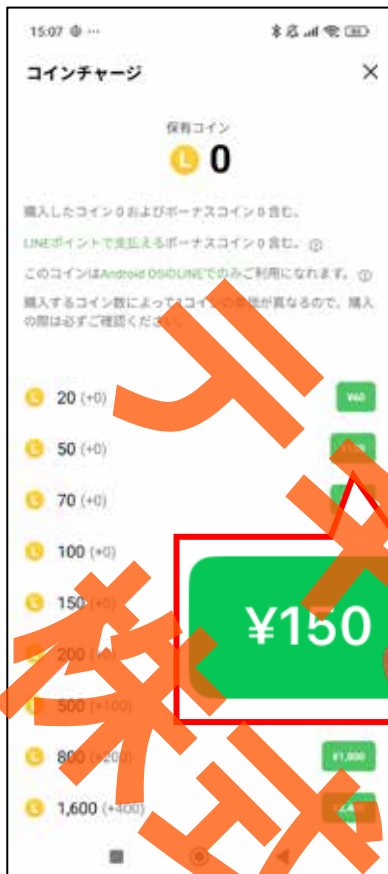 15:07
コインチャージ
保有コイン
L 0
購入したコイン0およびボーナスコイン0含む。
LINEポイントで支払えるボーナスコイン0含む。
このコインはAndroid OSのLINEでのみご利用になれます。
購入するコイン数によって1コインの
が異なるので、購入
の際は必ずご確認くださ
20 (+0) ¥60
50 (+0)
70 (+0)
100 (+0)
150
¥150
200
500 (+100)
800 (+200) ¥1,800
1,600 (+400)
株式